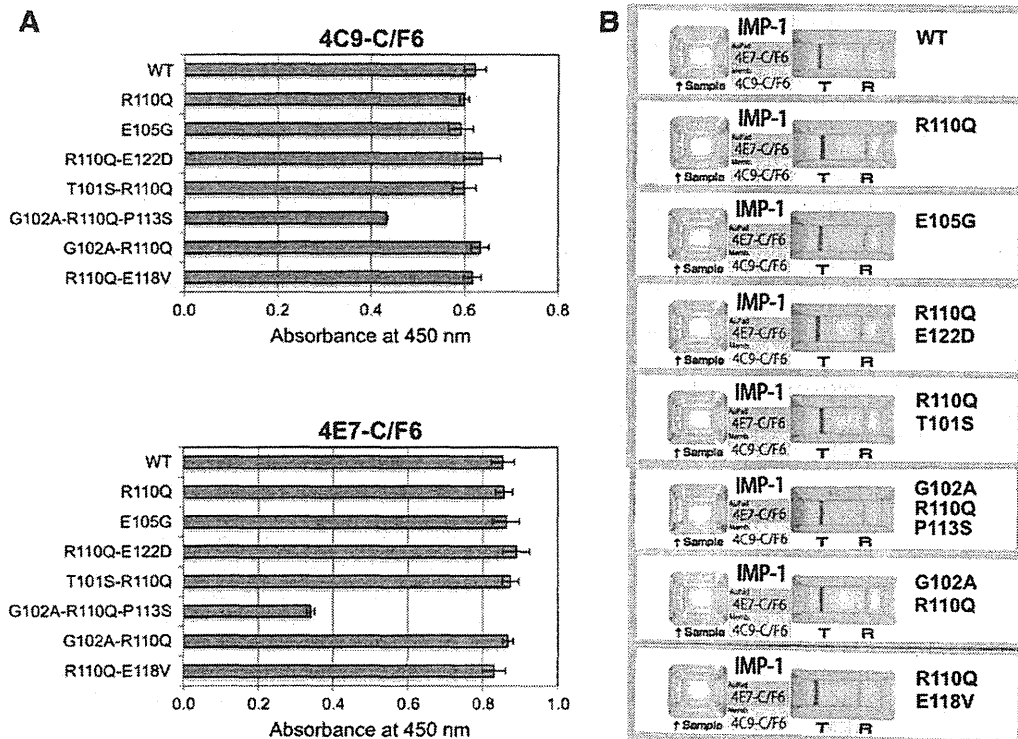 A
4C9-C/F6
WT
R110Q
E105G
R110Q-E122D
T101S-R110Q
G102A-R110Q-P113S
G102A-R110Q
R110Q-E118V
0.0 0.2 0.4 0.6 0.8
Absorbance at 450 nm
4E7-C/F6
WT
R110Q
E105G
R110Q-E122D
T101S-R110Q
G102A-R110Q-P113S
G102A-R110Q
R110Q-E118V
0.0 0.2 0.4 0.6 0.8 1.0
Absorbance at 450 nm
B
IMP-1
4E7-C/F6
4C9-C/F6
↑ Sample
T R
WT
IMP-1
4E7-C/F6
4C9-C/F6
↑ Sample
T R
R110Q
IMP-1
4E7-C/F6
4C9-C/F6
↑ Sample
T R
E105G
IMP-1
4E7-C/F6
4C9-C/F6
↑ Sample
T R
R110Q
E122D
IMP-1
4E7-C/F6
4C9-C/F6
↑ Sample
T R
R110Q
T101S
IMP-1
4E7-C/F6
4C9-C/F6
↑ Sample
T R
G102A
R110Q
P113S
IMP-1
4E7-C/F6
4C9-C/F6
↑ Sample
T R
G102A
R110Q
IMP-1
4E7-C/F6
4C9-C/F6
↑ Sample
T R
R110Q
E118V